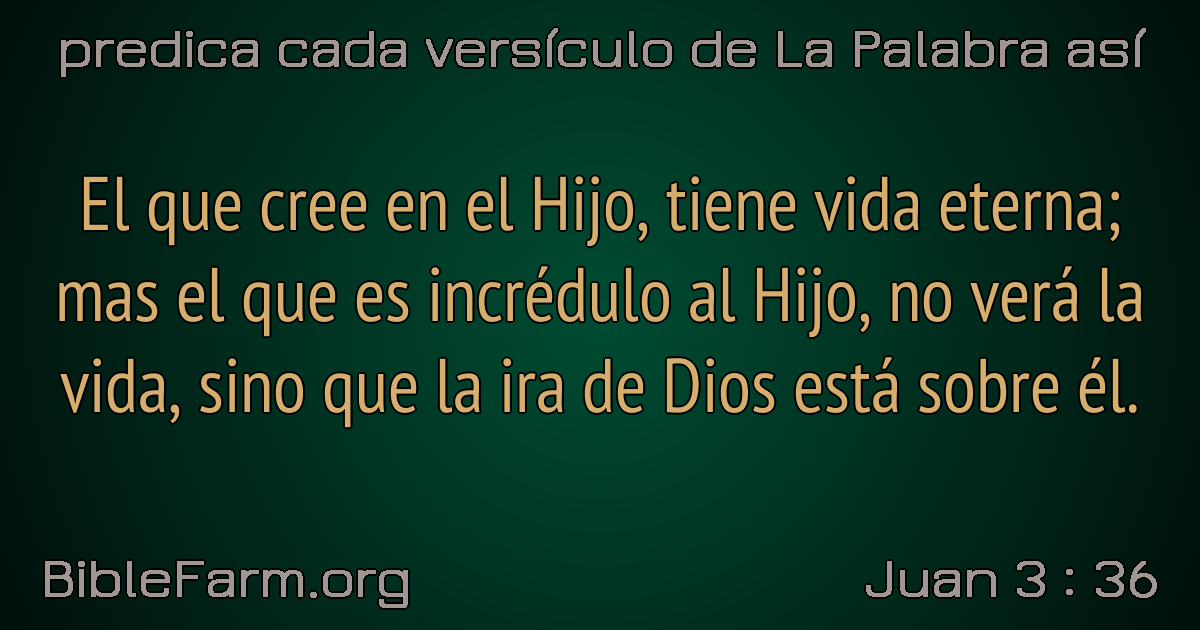 predica cada versículo de La Palabra así
El que cree en el Hijo, tiene vida eterna;
mas el que es incrédulo al Hijo, no verá la
vida, sino que la ira de Dios está sobre él.
BibleFarm.org
Juan 3 : 36